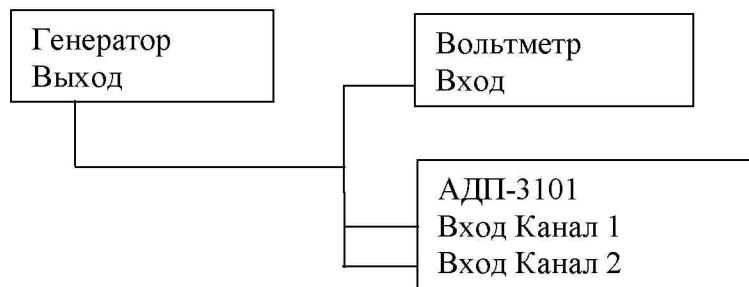 Генератор
Выход
Вольтметр
Вход
АДП-3101
Вход Канал 1
Вход Канал 2